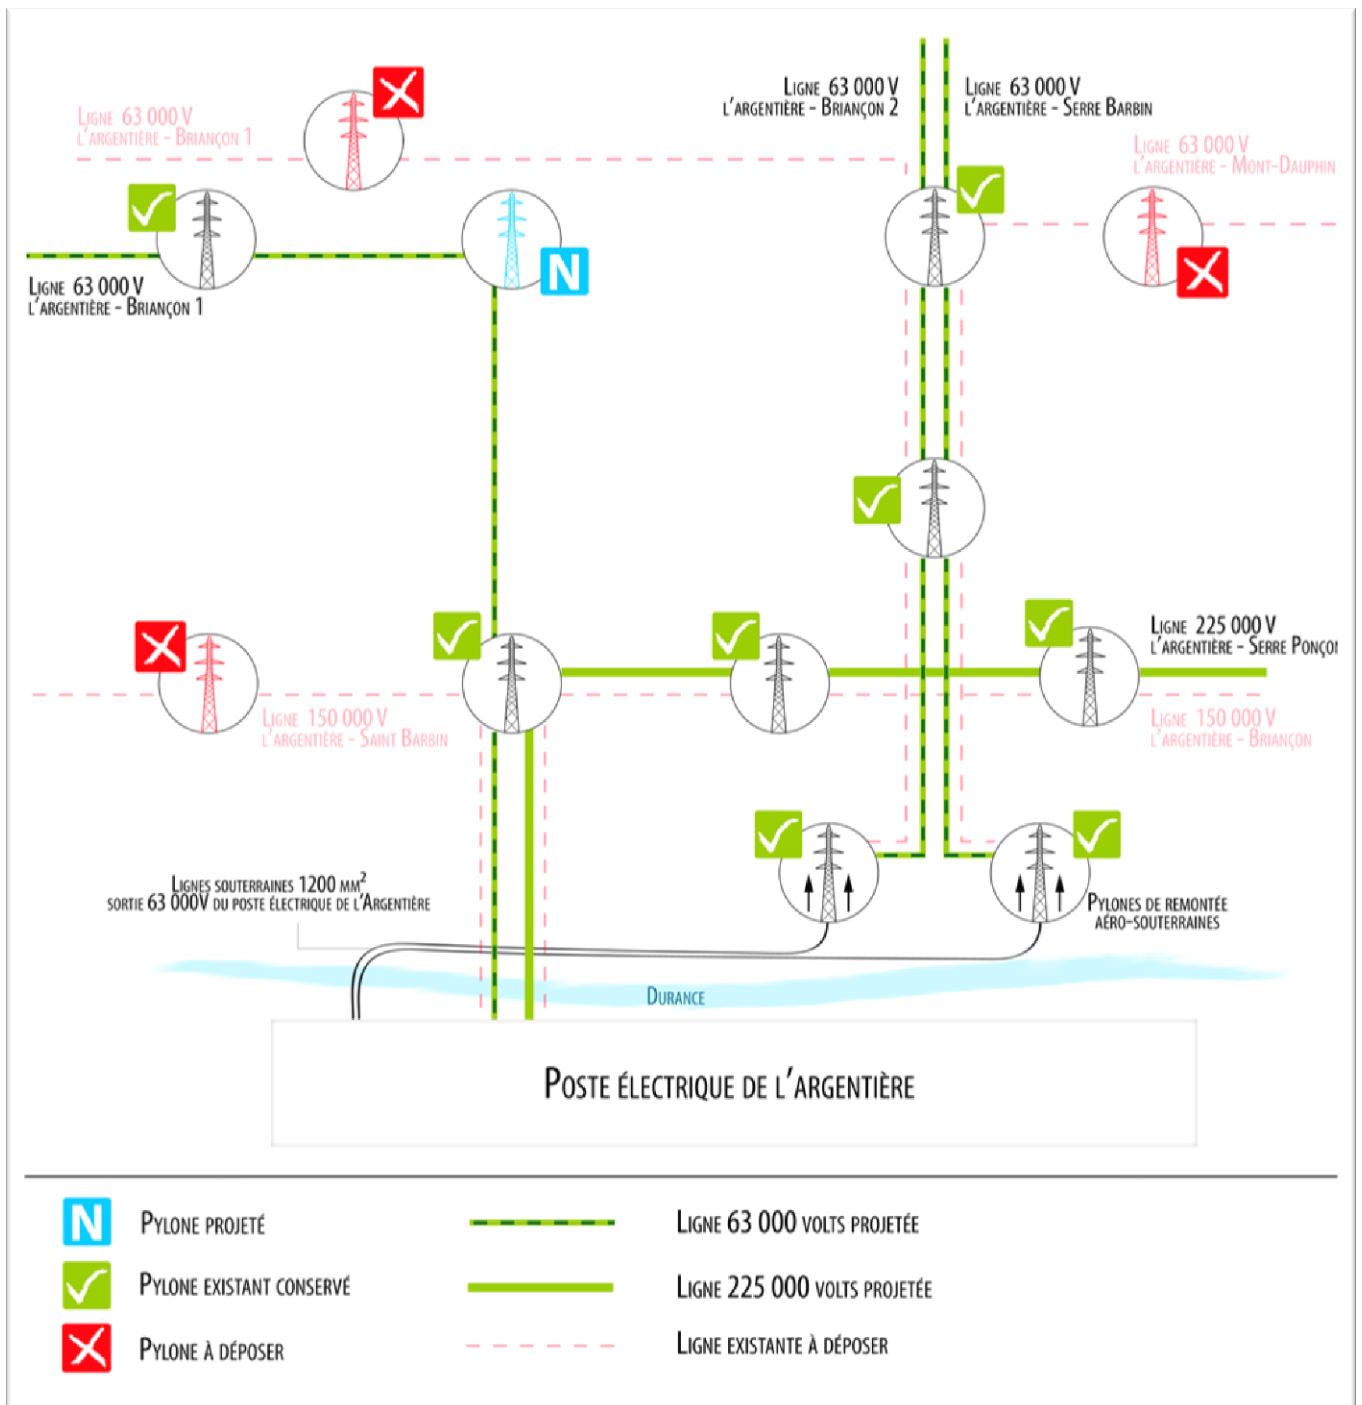 Ligne 63 000 V
l'argentière - Briançon 2
Ligne 63 000 V
l'argentière - Serre Barbin
Ligne 63 000 V
l'argentière - Briançon 1
Ligne 63 000 V
l'argentière - Mont-Dauphin
N
Ligne 63 000 V
l'argentière - Briançon 1
Ligne 225 000 V
l'argentière - Serre Ponço
Ligne 150 000 V
l'argentière - Saint Barbin
Ligne 150 000 V
l'argentière - Briançon
Lignes souterraines 1200 mm²
sortie 63 000V du poste électrique de l'Argentière
Pylones de remontée
aéro-souterraines
Durance
Poste électrique de l'argentière
N Pylone projeté
Ligne 63 000 volts projetée
Pylone existant conservé
Ligne 225 000 volts projetée
Pylone à déposer
Ligne existante à déposer